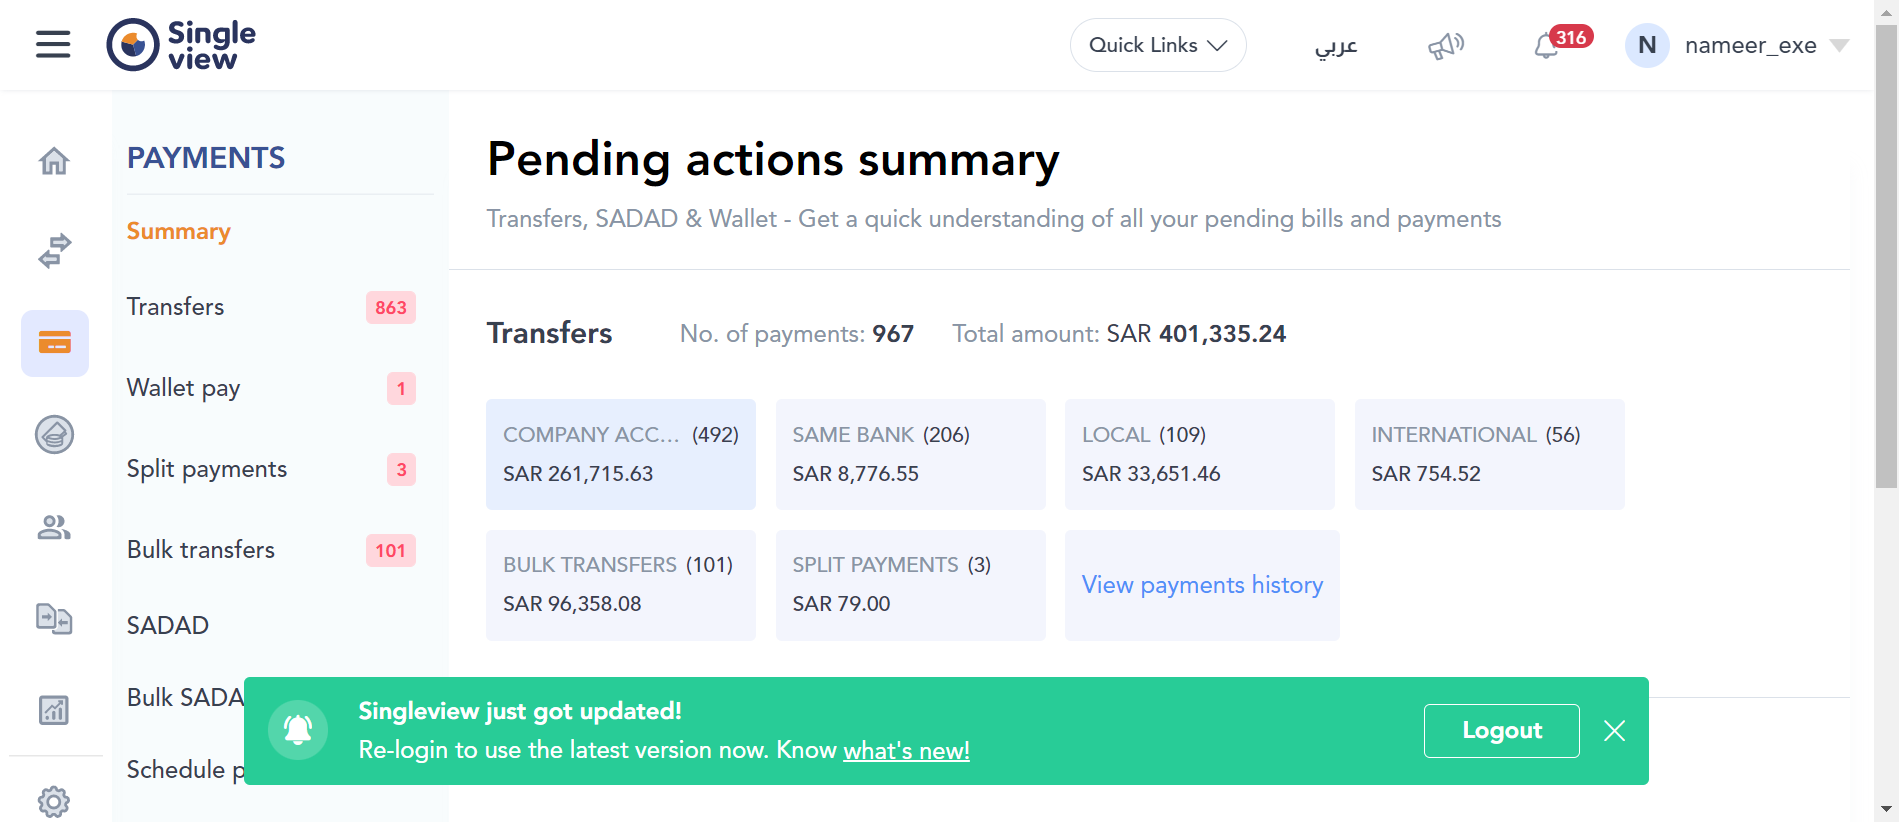 Single
view
Quick Links
عربي
316
N
nameer_exe
PAYMENTS
Summary
Transfers 863
Wallet pay 1
Split payments 3
Bulk transfers 101
SADAD
Bulk SADA
Schedule p
Pending actions summary
Transfers, SADAD & Wallet - Get a quick understanding of all your pending bills and payments
Transfers No. of payments: 967 Total amount: SAR 401,335.24
COMPANY ACC... (492)
SAR 261,715.63
SAME BANK (206)
SAR 8,776.55
LOCAL (109)
SAR 33,651.46
INTERNATIONAL (56)
SAR 754.52
BULK TRANSFERS (101)
SAR 96,358.08
SPLIT PAYMENTS (3)
SAR 79.00
View payments history
Singleview just got updated!
Re-login to use the latest version now. Know what's new!
Logout